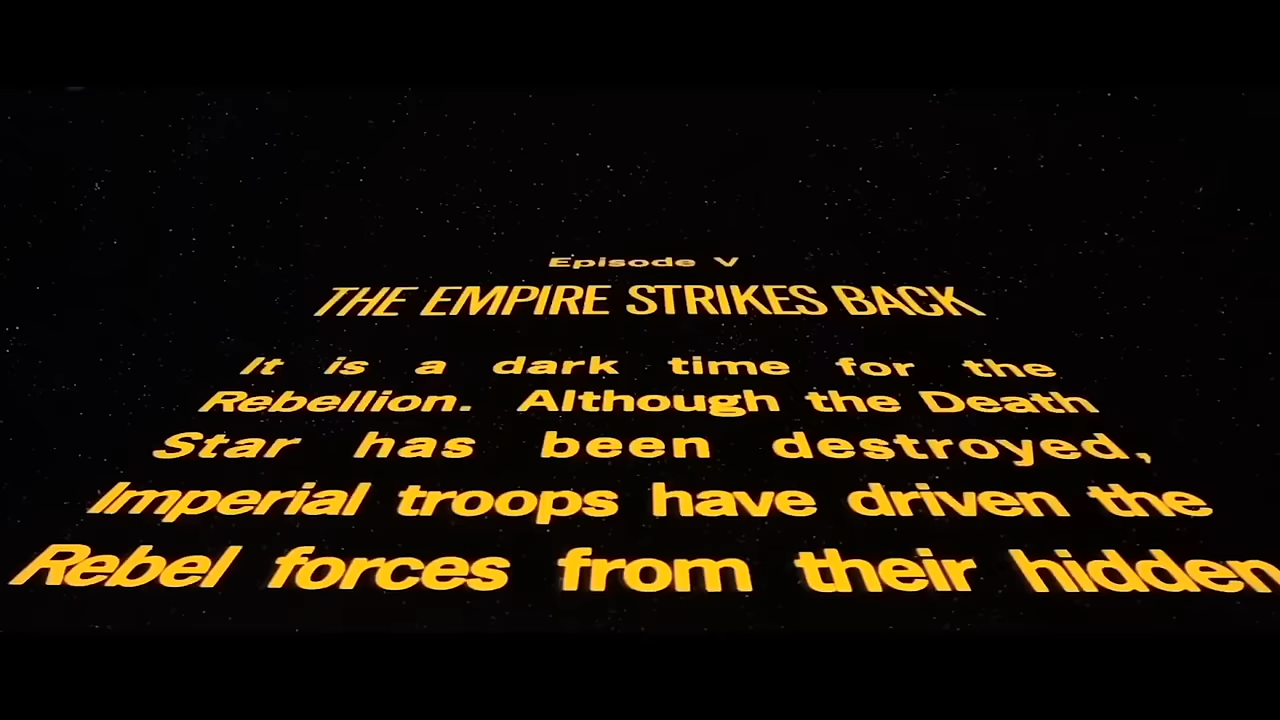 Episode V
THE EMPIRE STRIKES BACK
It is a dark time for the
Rebellion. Although the Death
Star has been destroyed,
Imperial troops have driven the
Rebel forces from their hidden